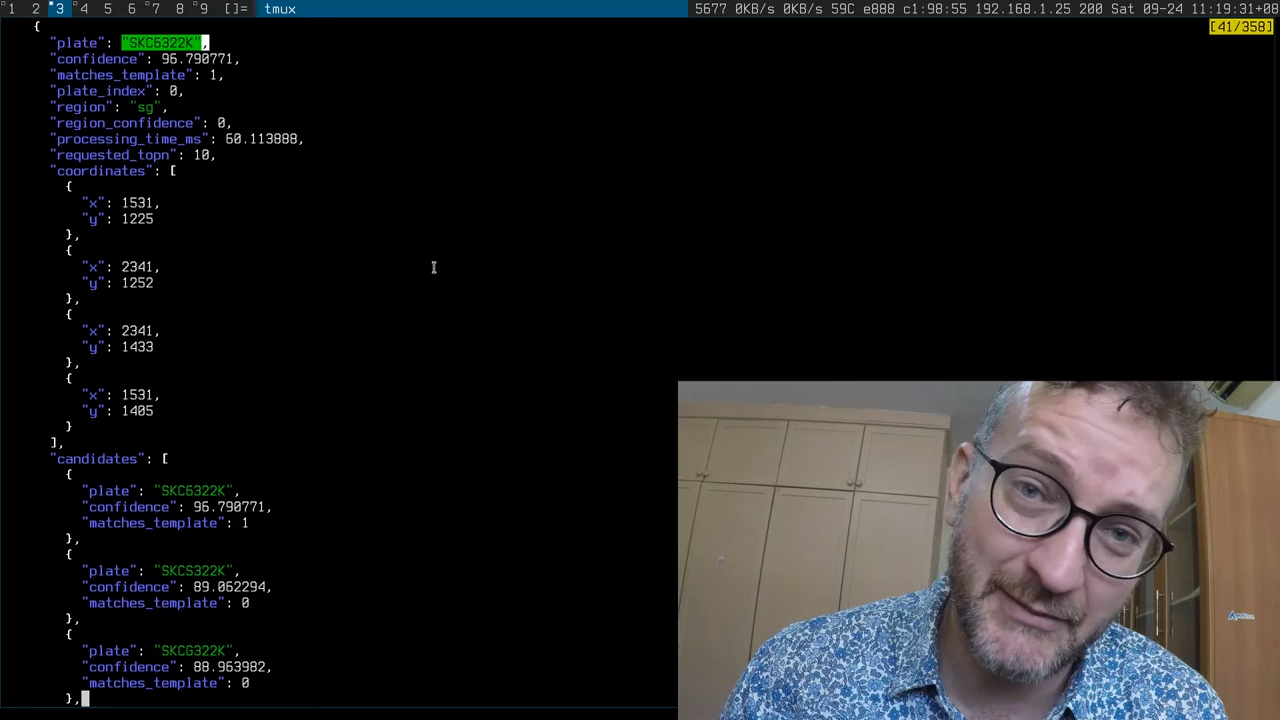 1 2 3 4 5 6 7 8 9 []= tmux 5677 0KB/s 0KB/s 59C e888 c1:98:55 192.168.1.25 200 Sat 09-24 11:19:31+08
{ [41/358]
"plate": "SKC6322K",
"confidence": 96.790771,
"matches_template": 1,
"plate_index": 0,
"region": "sg",
"region_confidence": 0,
"processing_time_ms": 60.113888,
"requested_topn": 10,
"coordinates": [
{
"x": 1531,
"y": 1225
},
{
"x": 2341,
"y": 1252
},
{
"x": 2341,
"y": 1433
},
{
"x": 1531,
"y": 1405
}
],
"candidates": [
{
"plate": "SKC6322K",
"confidence": 96.790771,
"matches_template": 1
},
{
"plate": "SKCS322K",
"confidence": 89.062294,
"matches_template": 0
},
{
"plate": "SKCG322K",
"confidence": 88.963982,
"matches_template": 0
},